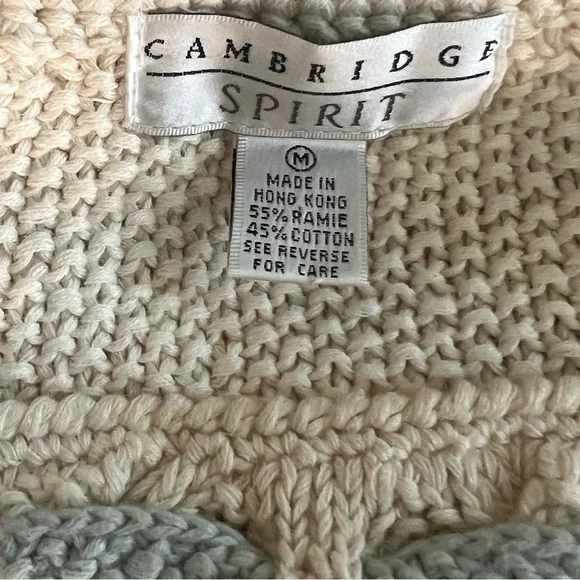 CAMBRIDGE
SPIRIT
M
MADE IN
HONG KONG
55% RAMIE
45% COTTON
SEE REVERSE
FOR CARE